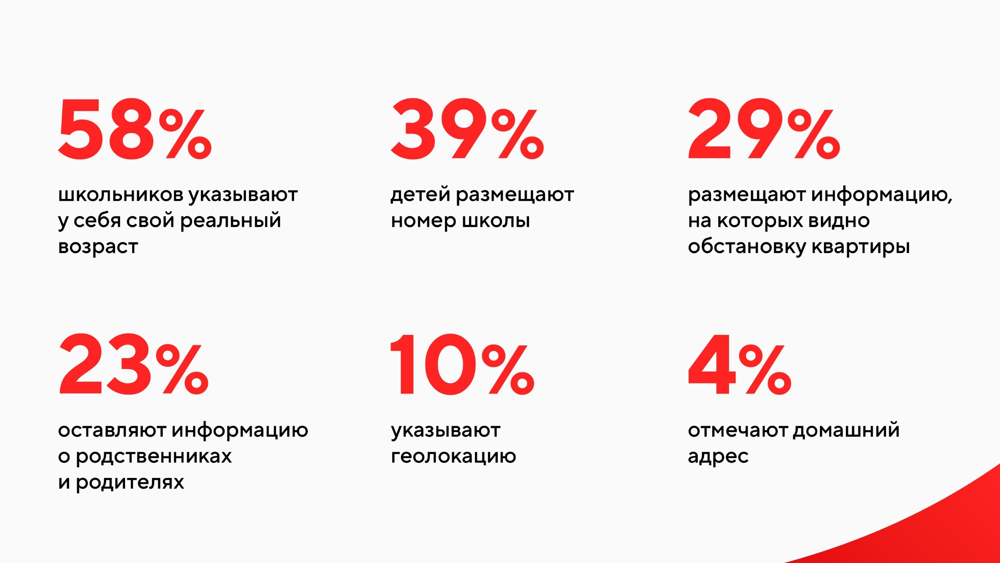 58%
школьников указывают
у себя свой реальный
возраст
39%
детей размещают
номер школы
29%
размещают информацию,
на которых видно
обстановку квартиры
23%
оставляют информацию
о родственниках
и родителях
10%
указывают
геолокацию
4%
отмечают домашний
адрес